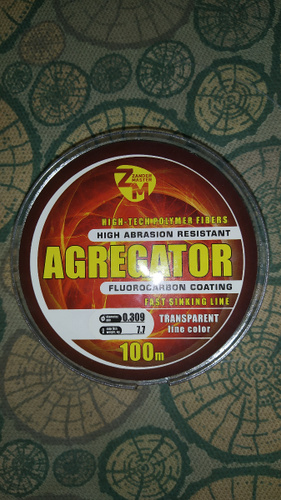 ZANDER
MASTER
ZM
HIGH-TECH POLYMER FIBERS
HIGH ABRASION RESISTANT
AGREGATOR
FLUOROCARBON COATING
FAST SINKING LINE
0.309
7.7
TRANSPARENT
line color
100m